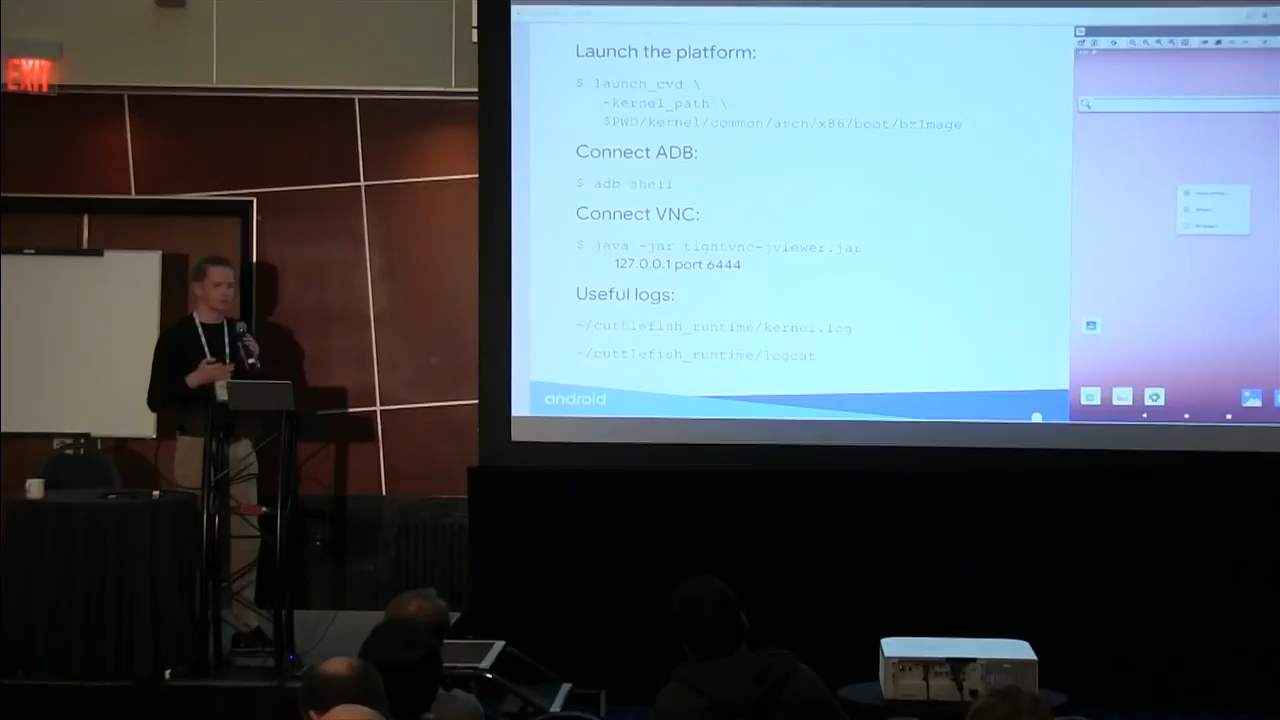 EXIT
Launch the platform:
$ launch_cvd \
-kernel_path \
$PWD/kernel/common/arch/x86/boot/bzImage
Connect ADB:
$ adb shell
Connect VNC:
$ java -jar tightvnc-jviewer.jar
127.0.0.1 port 6444
Useful logs:
~/cuttlefish_runtime/kernel.log
~/cuttlefish_runtime/logcat
android